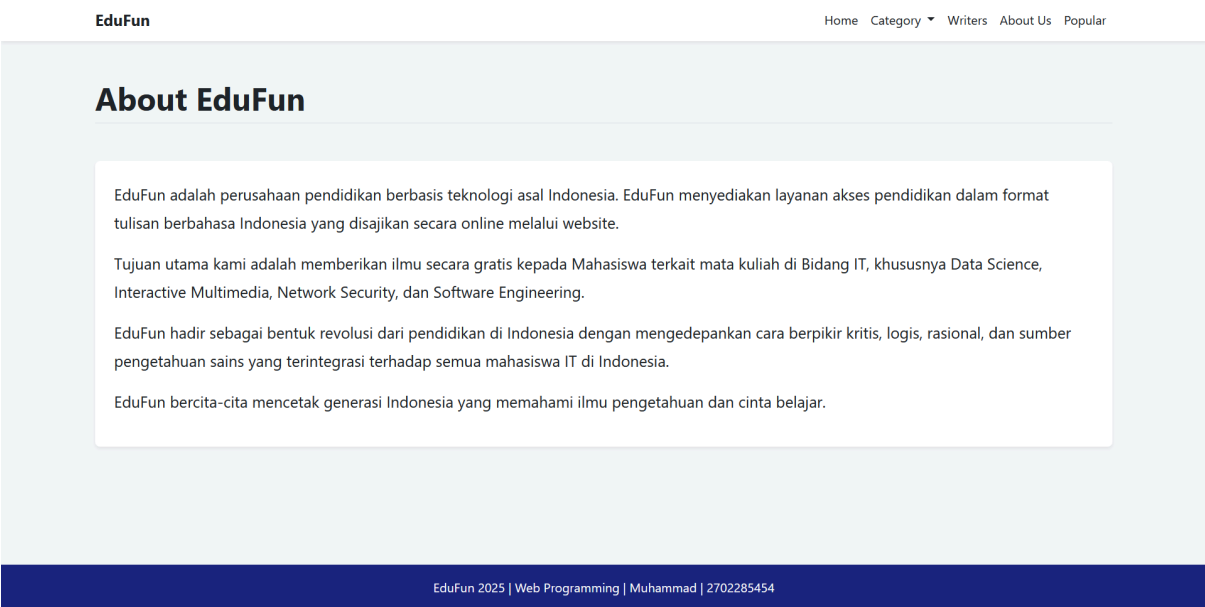 EduFun
Home Category Writers About Us Popular
About EduFun
EduFun adalah perusahaan pendidikan berbasis teknologi asal Indonesia. EduFun menyediakan layanan akses pendidikan dalam format
tulisan berbahasa Indonesia yang disajikan secara online melalui website.
Tujuan utama kami adalah memberikan ilmu secara gratis kepada Mahasiswa terkait mata kuliah di Bidang IT, khususnya Data Science,
Interactive Multimedia, Network Security, dan Software Engineering.
EduFun hadir sebagai bentuk revolusi dari pendidikan di Indonesia dengan mengedepankan cara berpikir kritis, logis, rasional, dan sumber
pengetahuan sains yang terintegrasi terhadap semua mahasiswa IT di Indonesia.
EduFun bercita-cita mencetak generasi Indonesia yang memahami ilmu pengetahuan dan cinta belajar.
EduFun 2025 | Web Programming | Muhammad | 2702285454